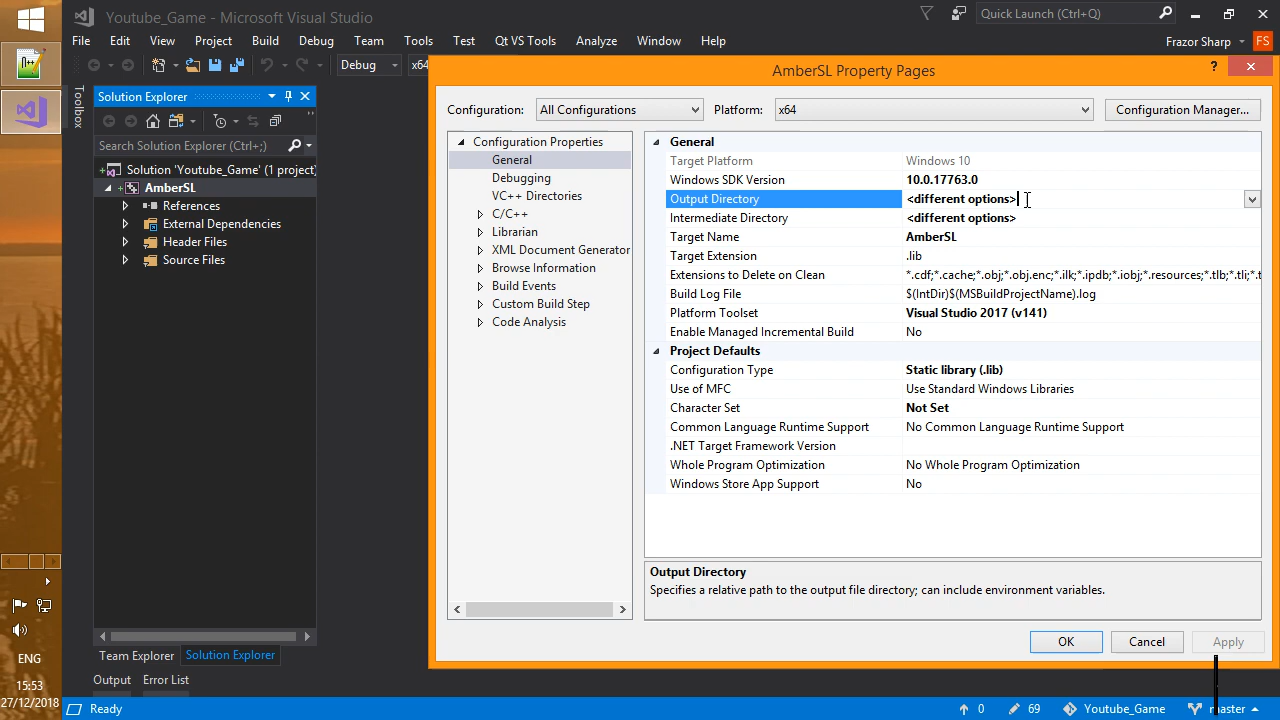 Youtube_Game - Microsoft Visual Studio
Quick Launch (Ctrl+Q)
File Edit View Project Build Debug Team Tools Test Qt VS Tools Analyze Window Help
Frazor Sharp
FS
Debug
x64
Toolbox
Solution Explorer
Search Solution Explorer (Ctrl+;)
Solution 'Youtube_Game' (1 project)
AmberSL
References
External Dependencies
Header Files
Source Files
Team Explorer Solution Explorer
Output Error List
AmberSL Property Pages
?
Configuration: All Configurations Platform: x64 Configuration Manager...
Configuration Properties
General
Debugging
VC++ Directories
C/C++
Librarian
XML Document Generator
Browse Information
Build Events
Custom Build Step
Code Analysis
General
Target Platform Windows 10
Windows SDK Version 10.0.17763.0
Output Directory <different options>
Intermediate Directory <different options>
Target Name AmberSL
Target Extension .lib
Extensions to Delete on Clean *.cdf;*.cache;*.obj;*.obj.enc;*.ilk;*.ipdb;*.iobj;*.resources;*.tlb;*.tli;*.t
Build Log File $(IntDir)$(MSBuildProjectName).log
Platform Toolset Visual Studio 2017 (v141)
Enable Managed Incremental Build No
Project Defaults
Configuration Type Static library (.lib)
Use of MFC Use Standard Windows Libraries
Character Set Not Set
Common Language Runtime Support No Common Language Runtime Support
.NET Target Framework Version
Whole Program Optimization No Whole Program Optimization
Windows Store App Support No
Output Directory
Specifies a relative path to the output file directory; can include environment variables.
OK Cancel Apply
ENG
15:53
27/12/2018
Ready
0 69 Youtube_Game master